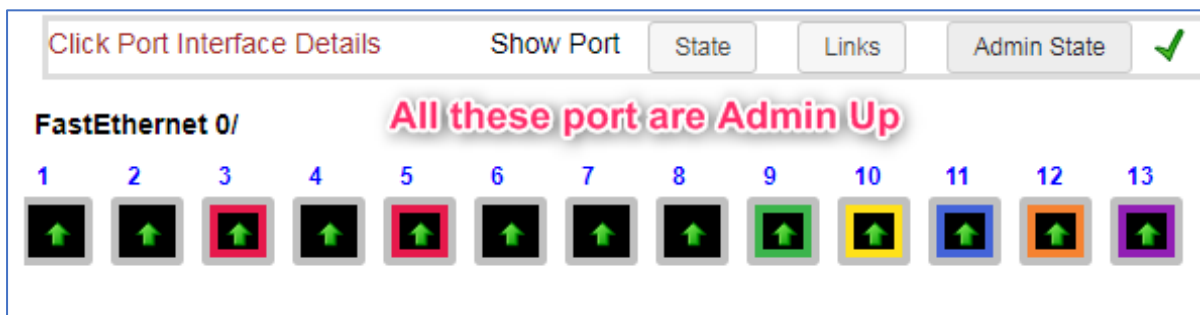 Click Port Interface Details Show Port State Links Admin State
FastEthernet 0/ All these port are Admin Up
1 2 3 4 5 6 7 8 9 10 11 12 13